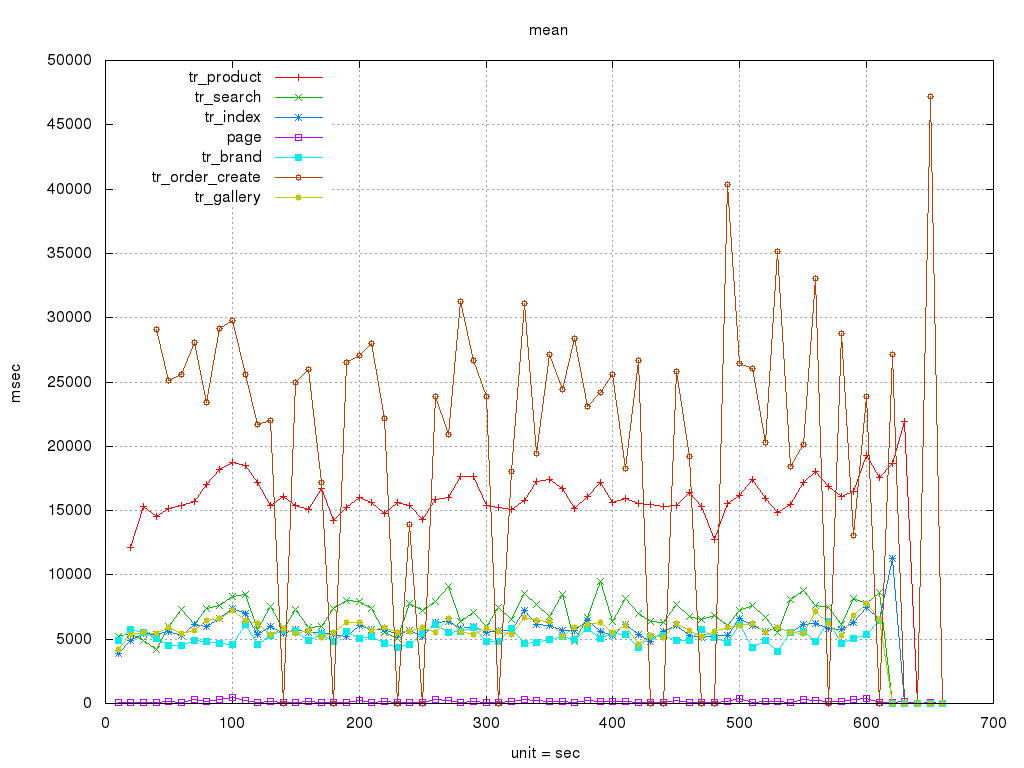 mean
50000
45000
40000
35000
30000
25000
20000
15000
10000
5000
0
msec
tr_product
tr_search
tr_index
page
tr_brand
tr_order_create
tr_gallery
0 100 200 300 400 500 600 700
unit = sec